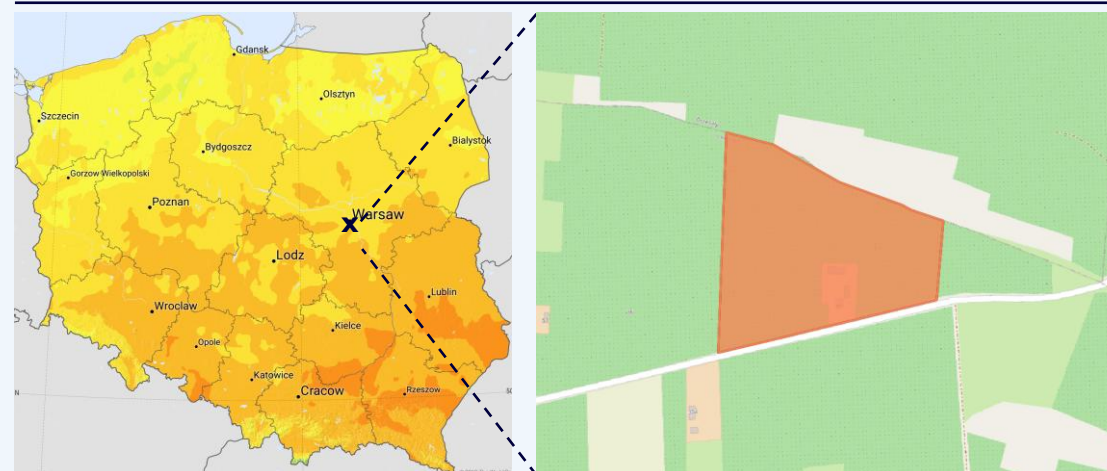 Gdansk
Olsztyn
Szczecin
Bialystok
Bydgoszcz
Gorzow Wielkopolski
Poznan
x Warsaw
Lodz
Lublin
Wroclaw
Kielce
Opole
Katowice
Cracow
Rzeszow
N